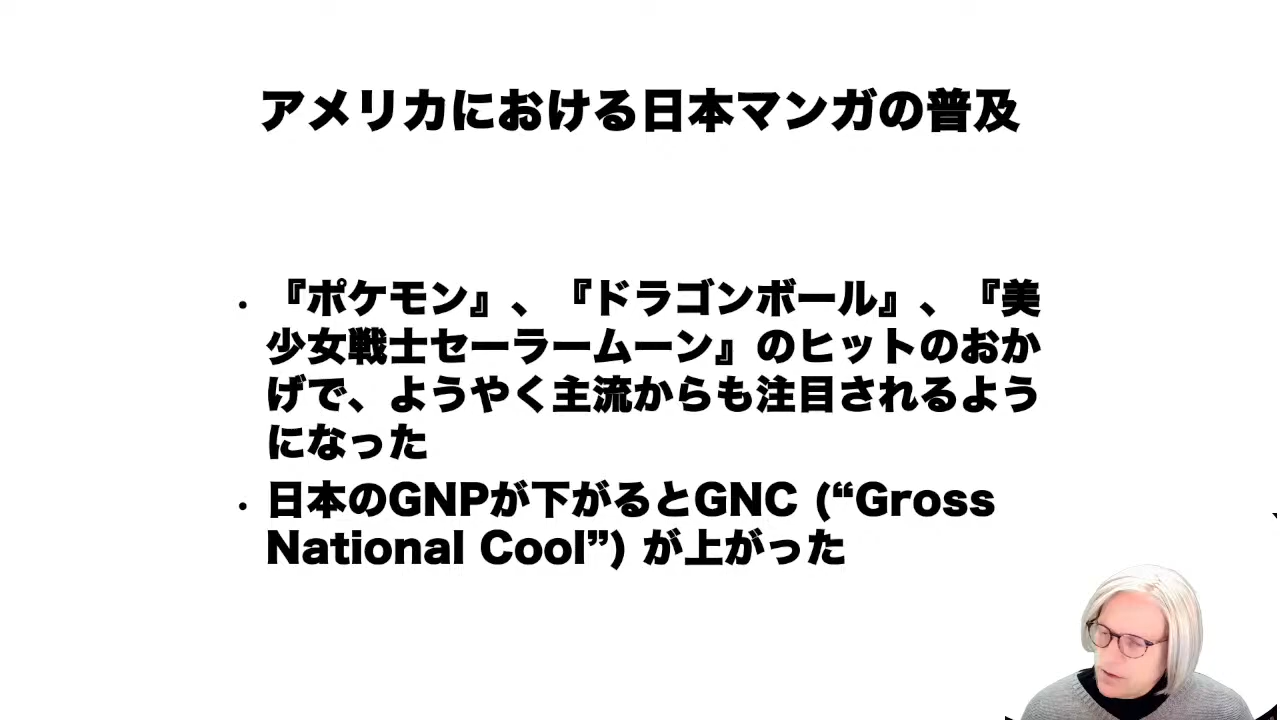 アメリカにおける日本マンガの普及
• 『ポケモン』、『ドラゴンボール』、『美
少女戦士セーラームーン』のヒットのおか
げで、ようやく主流からも注目されるよう
になった
• 日本のGNPが下がるとGNC (“Gross
National Cool”) が上がった